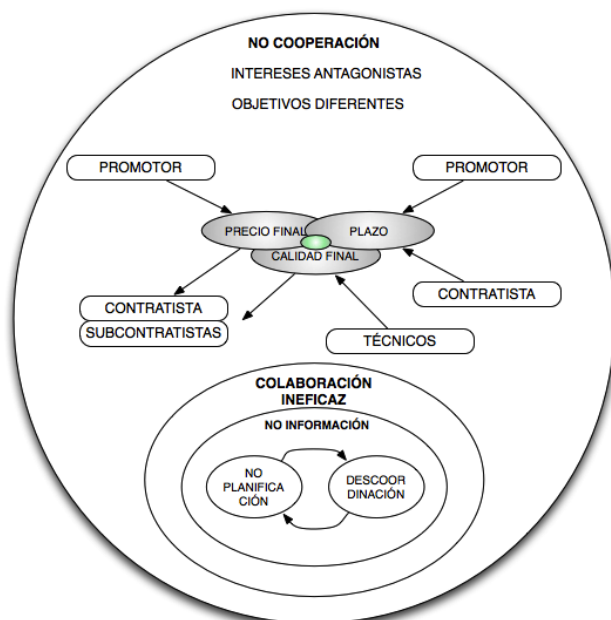 NO COOPERACIÓN
INTERESES ANTAGONISTAS
OBJETIVOS DIFERENTES
PROMOTOR
PROMOTOR
PRECIO FINAL
PLAZO
CALIDAD FINAL
CONTRATISTA
SUBCONTRATISTAS
CONTRATISTA
TÉCNICOS
COLABORACIÓN
INEFICAZ
NO INFORMACIÓN
NO
PLANIFICA
CIÓN
DESCOOR
DINACIÓN